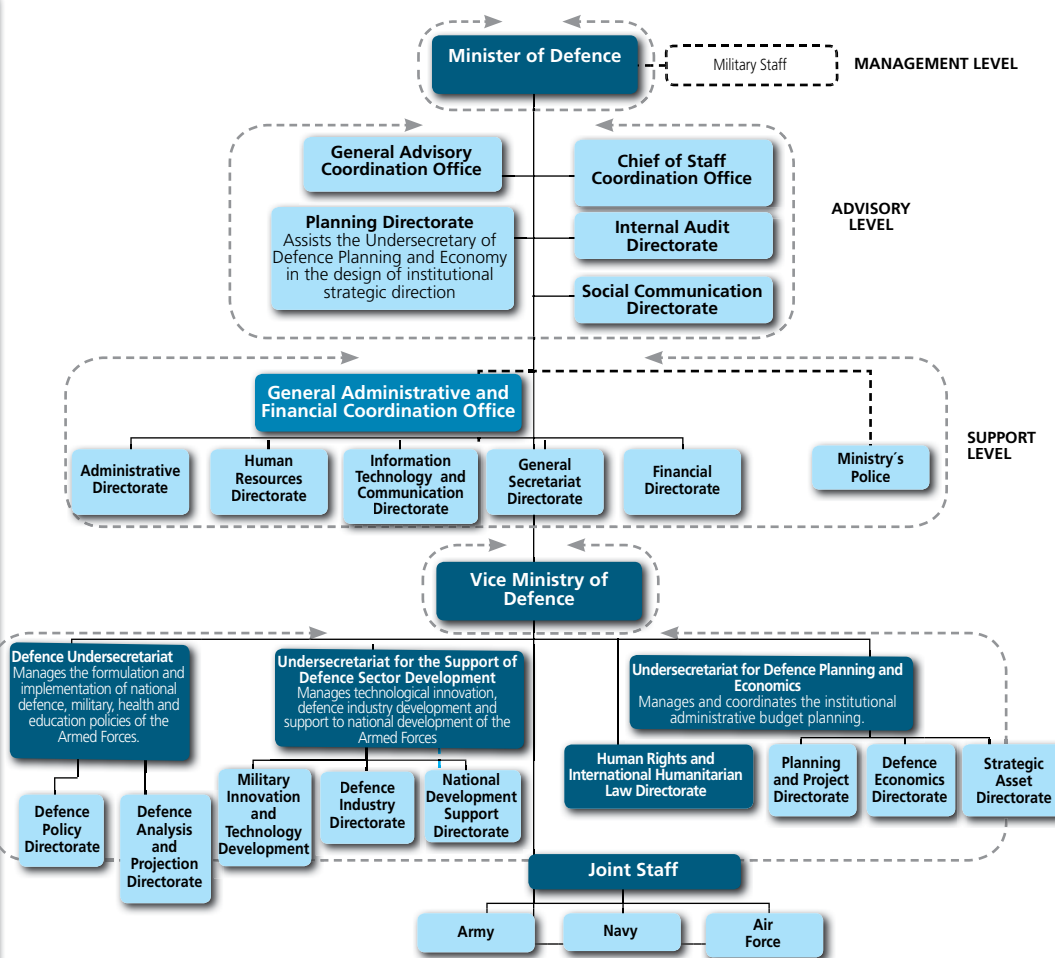 Minister of Defence
Military Staff
MANAGEMENT LEVEL
General Advisory
Coordination Office
Chief of Staff
Coordination Office
ADVISORY
LEVEL
Planning Directorate
Assists the Undersecretary of
Defence Planning and Economy
in the design of institutional
strategic direction
Internal Audit
Directorate
Social Communication
Directorate
General Administrative and
Financial Coordination Office
SUPPORT
LEVEL
Administrative
Directorate
Human
Resources
Directorate
Information
Technology and
Communication
Directorate
General
Secretariat
Directorate
Financial
Directorate
Ministry´s
Police
Vice Ministry of
Defence
Defence Undersecretariat
Manages the formulation and
implementation of national
defence, military, health and
education policies of the
Armed Forces.
Undersecretariat for the Support of
Defence Sector Development
Manages technological innovation,
defence industry development and
support to national development of the
Armed Forces
Undersecretariat for Defence Planning and
Economics
Manages and coordinates the institutional
administrative budget planning.
Human Rights and
International Humanitarian
Law Directorate
Planning
and Project
Directorate
Defence
Economics
Directorate
Strategic
Asset
Directorate
Defence
Policy
Directorate
Defence
Analysis
and
Projection
Directorate
Military
Innovation
and
Technology
Development
Defence
Industry
Directorate
National
Development
Support
Directorate
Joint Staff
Army
Navy
Air
Force